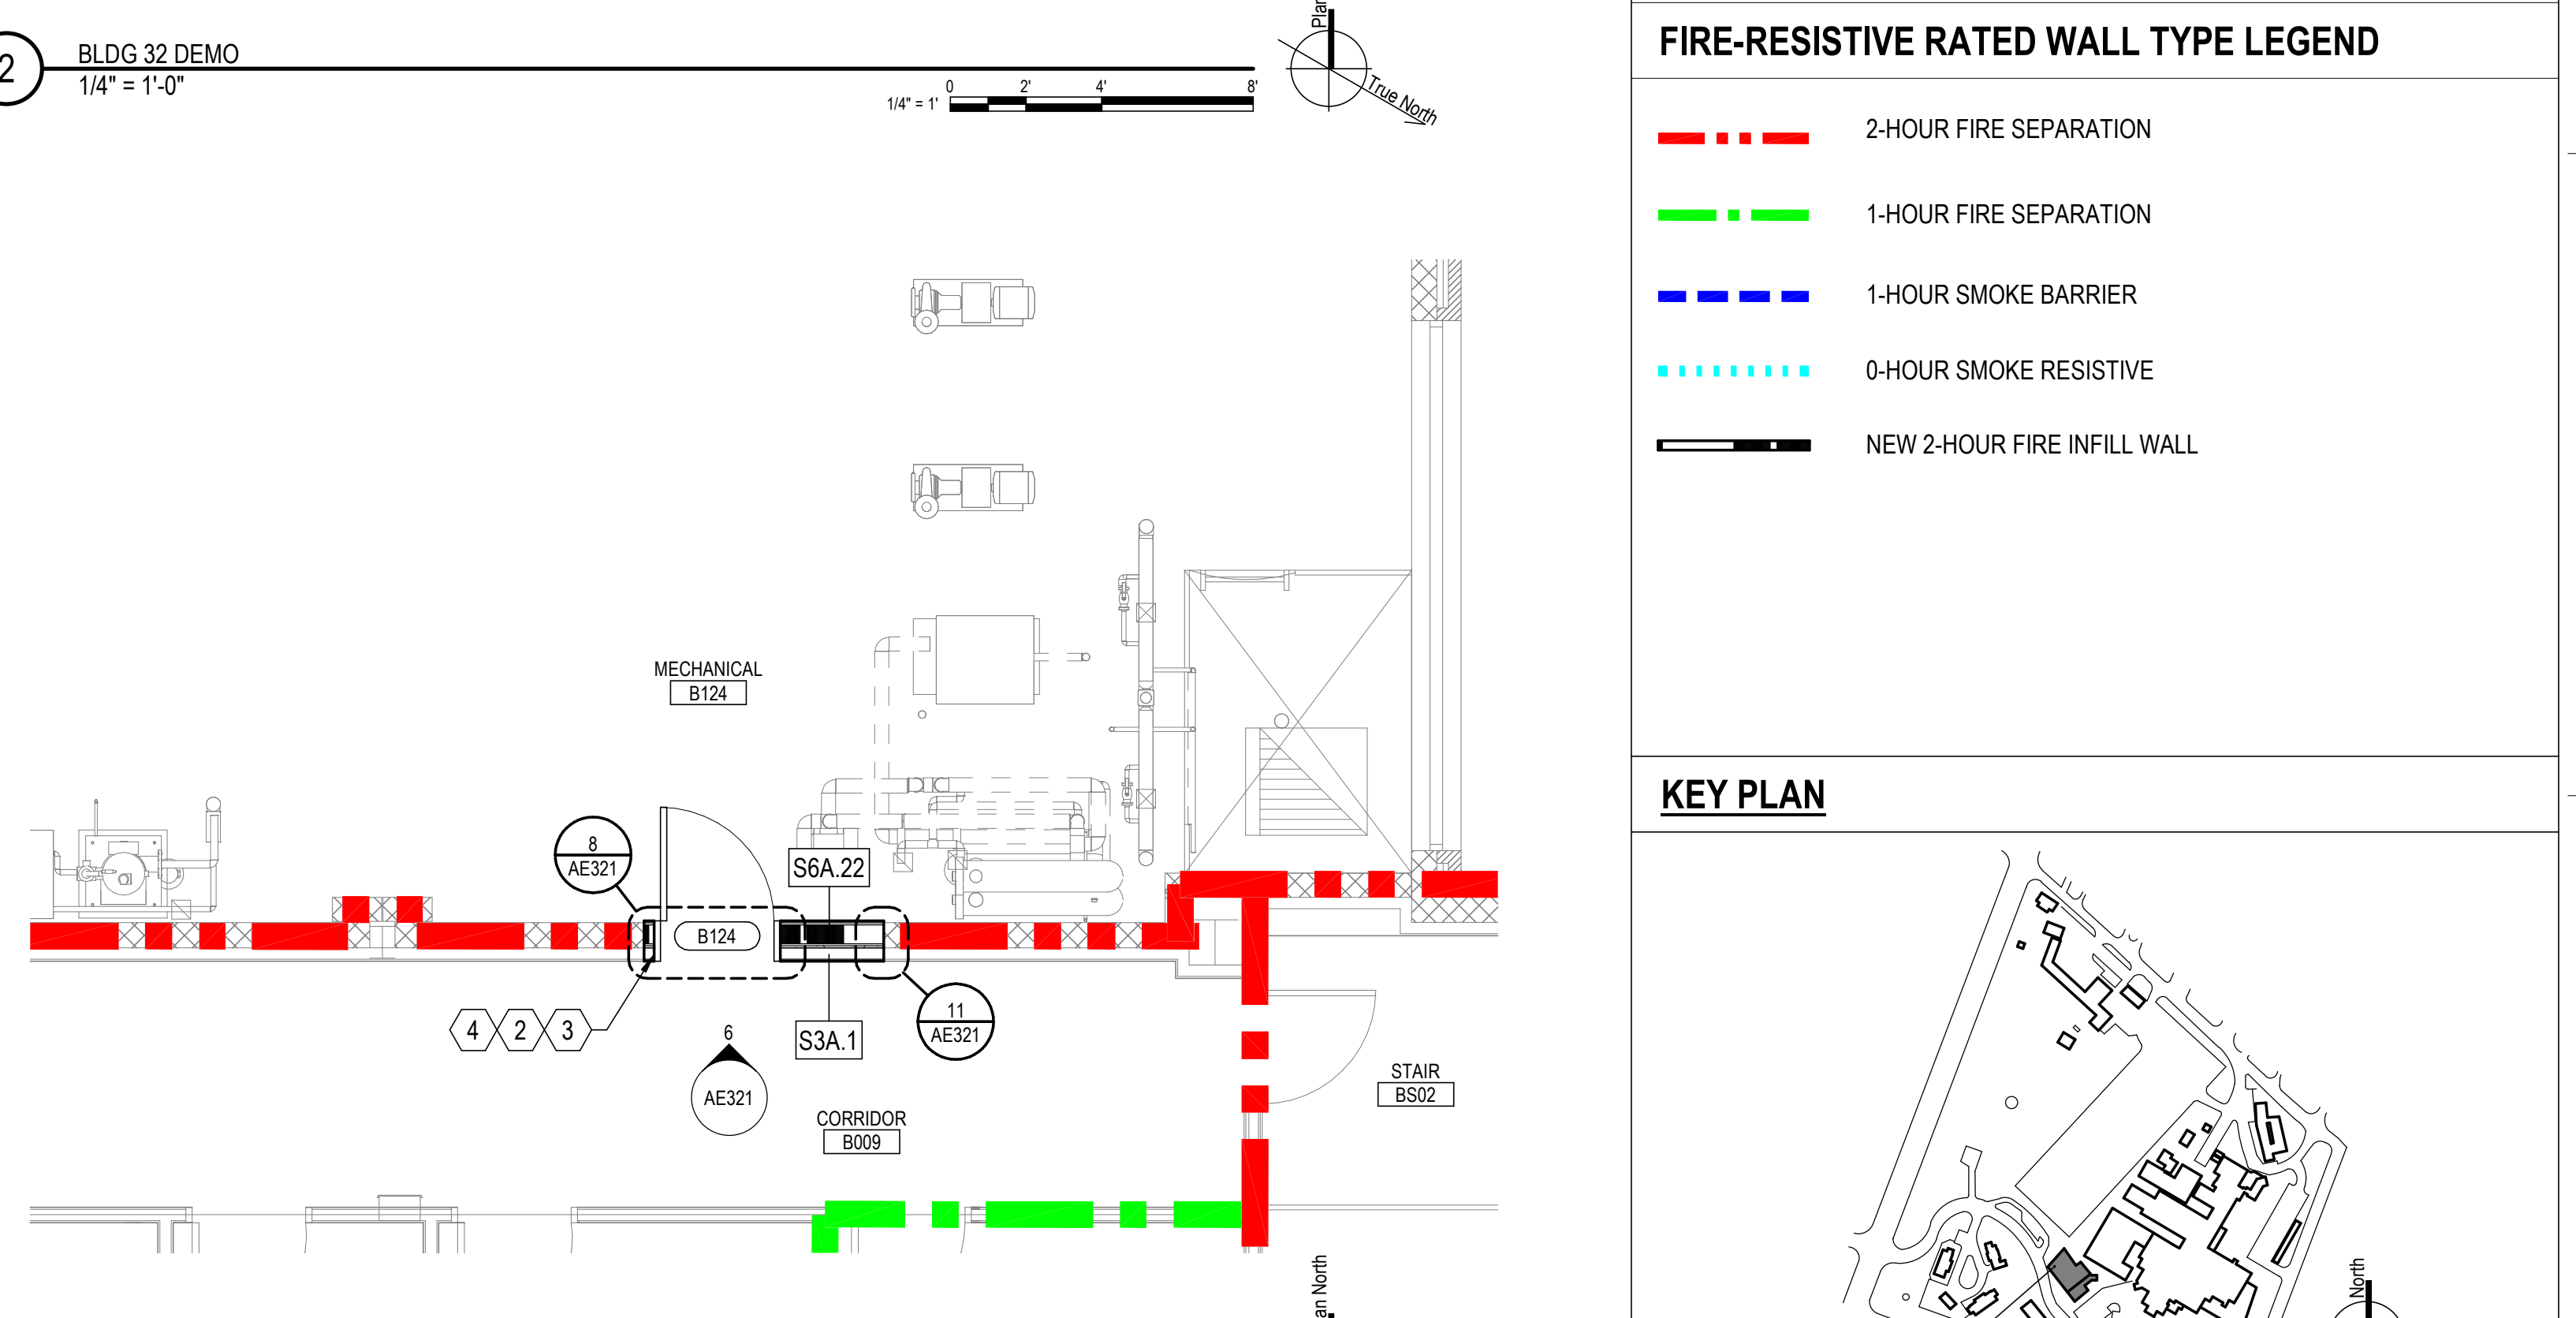 2
BLDG 32 DEMO
1/4" = 1'-0"
1/4" = 1'
0
2'
4'
8'
True North
FIRE-RESISTIVE RATED WALL TYPE LEGEND
2-HOUR FIRE SEPARATION
1-HOUR FIRE SEPARATION
1-HOUR SMOKE BARRIER
0-HOUR SMOKE RESISTIVE
NEW 2-HOUR FIRE INFILL WALL
MECHANICAL
B124
8
AE321
S6A.22
B124
4
2
3
6
AE321
S3A.1
11
AE321
CORRIDOR
B009
STAIR
BS02
KEY PLAN
North
North